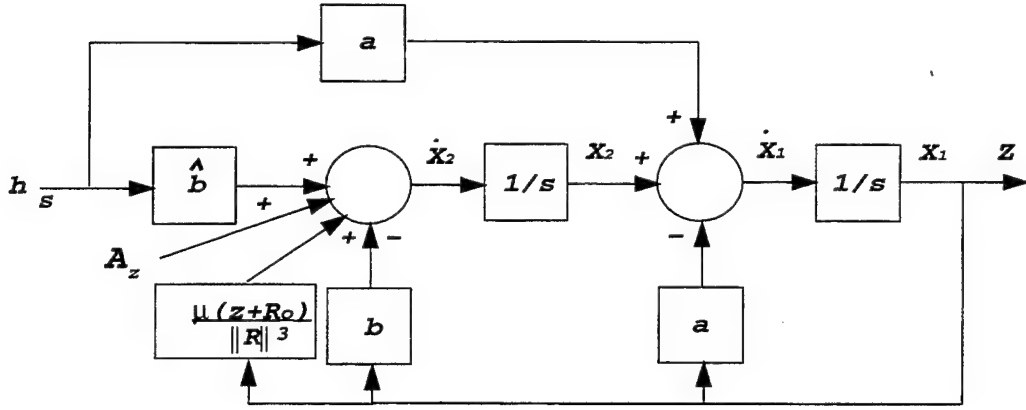 a
+
h s
b̂
+
+
ẋ₂
1/s
x₂
+
ẋ₁
1/s
x₁
z
A_z
+
-
-
μ(z+R₀)
‖R‖³
b
a